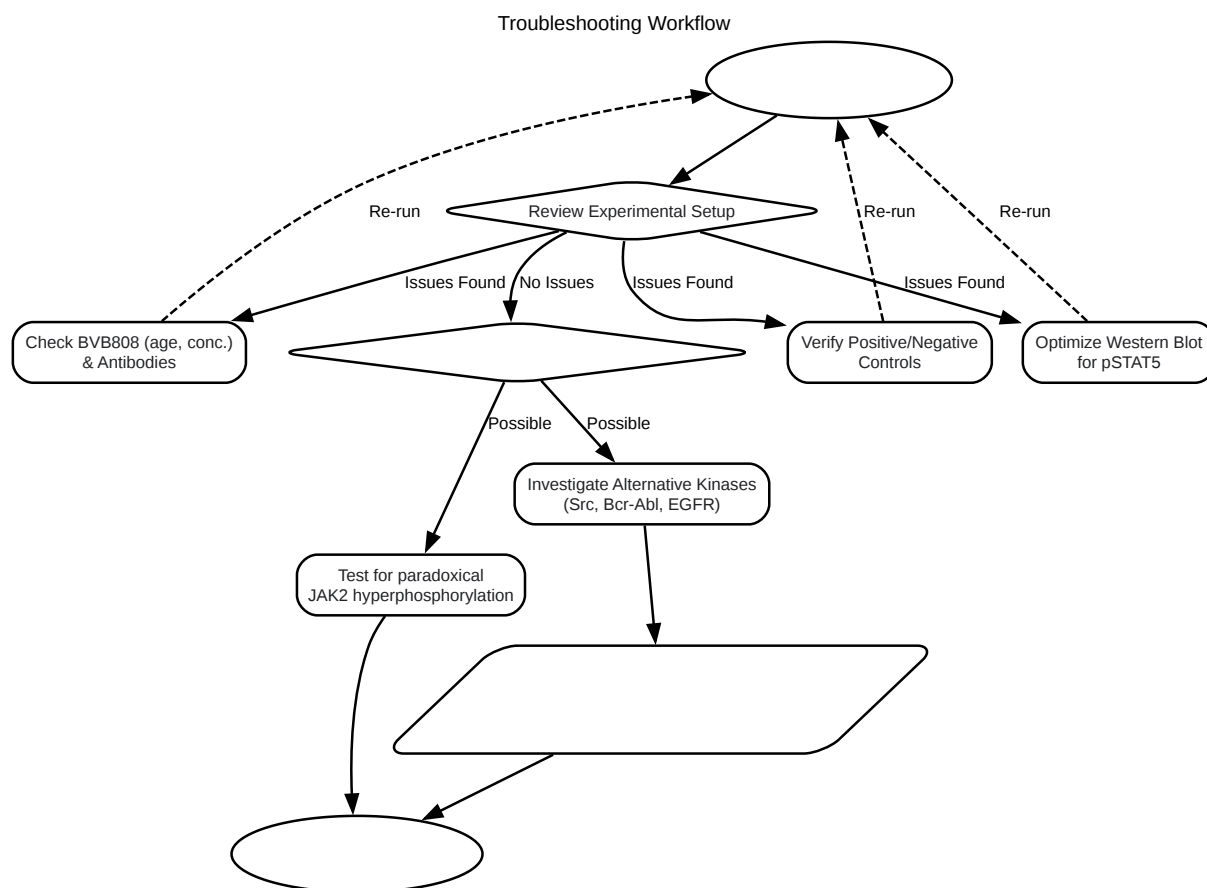 Troubleshooting Workflow
Re-run
Review Experimental Setup
Re-run
Re-run
Issues Found
No Issues
Issues Found
Issues Found
Check BVB808 (age, conc.)
& Antibodies
Verify Positive/Negative
Controls
Optimize Western Blot
for pSTAT5
Possible
Possible
Investigate Alternative Kinases
(Src, Bcr-Abl, EGFR)
Test for paradoxical
JAK2 hyperphosphorylation